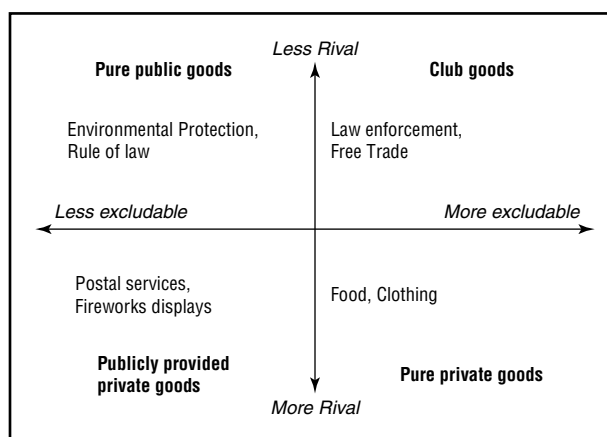 Less Rival
Pure public goods
Club goods
Environmental Protection,
Rule of law
Law enforcement,
Free Trade
Less excludable
More excludable
Postal services,
Fireworks displays
Food, Clothing
Publicly provided
private goods
Pure private goods
More Rival